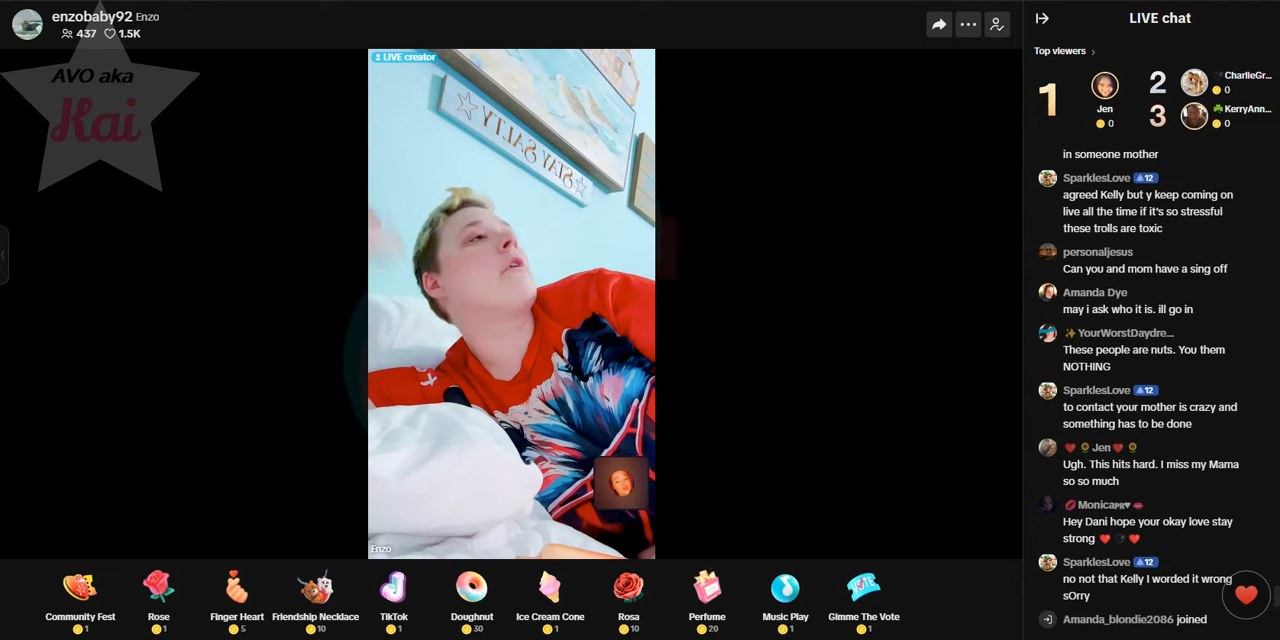 enzobaby92 Enzo
437 1.5K
AVO aka
Kai
LIVE creator
STAY SALTY
Enzo
Community Fest
1
Rose
1
Finger Heart
5
Friendship Necklace
10
TikTok
1
Doughnut
30
Ice Cream Cone
1
Rosa
10
Perfume
20
Music Play
1
VOTE
Gimme The Vote
1
LIVE chat
Top viewers
1
Jen
0
2
CharlieGr...
0
3
KerryAnn...
0
in someone mother
SparklesLove 12
agreed Kelly but y keep coming on
live all the time if it's so stressful
these trolls are toxic
personaljesus
Can you and mom have a sing off
Amanda Dye
may i ask who it is. ill go in
YourWorstDaydre...
These people are nuts. You them
NOTHING
SparklesLove 12
to contact your mother is crazy and
something has to be done
Jen
Ugh. This hits hard. I miss my Mama
so so much
Monicaᴘʀ
Hey Dani hope your okay love stay
strong
SparklesLove 12
no not that Kelly I worded it wrong
sOrry
Amanda_blondie2086 joined